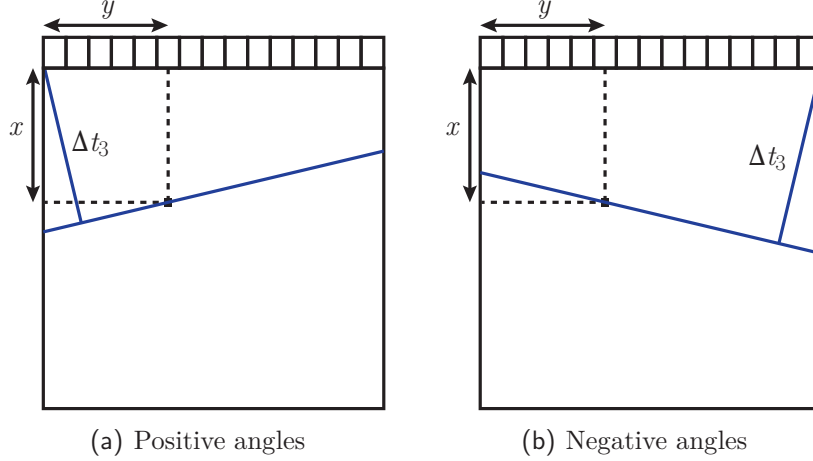 y y
x x
Δt₃ Δt₃
(a) Positive angles (b) Negative angles